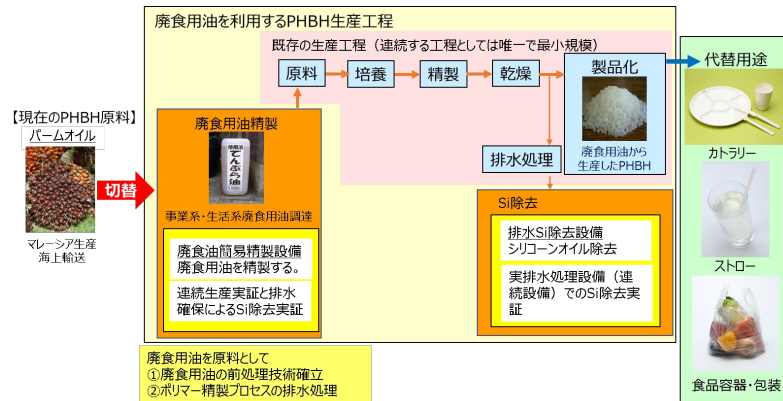 廃食用油を利用するPHBH生産工程
既存の生産工程（連続する工程としては唯一で最小規模）
原料
培養
精製
乾燥
製品化
廃食用油から
生産したPHBH
排水処理
【現在のPHBH原料】
パームオイル
マレーシア生産
海上輸送
切替
廃食用油精製
使用済
てんぷら油
事業系・生活系廃食用油調達
廃食油簡易精製設備
廃食用油を精製する。
連続生産実証と排水
確保によるSi除去実証
Si除去
排水Si除去設備
シリコーンオイル除去
実排水処理設備（連
続設備）でのSi除去実
証
廃食用油を原料として
①廃食用油の前処理技術確立
②ポリマー精製プロセスの排水処理
代替用途
カトラリー
ストロー
食品容器・包装